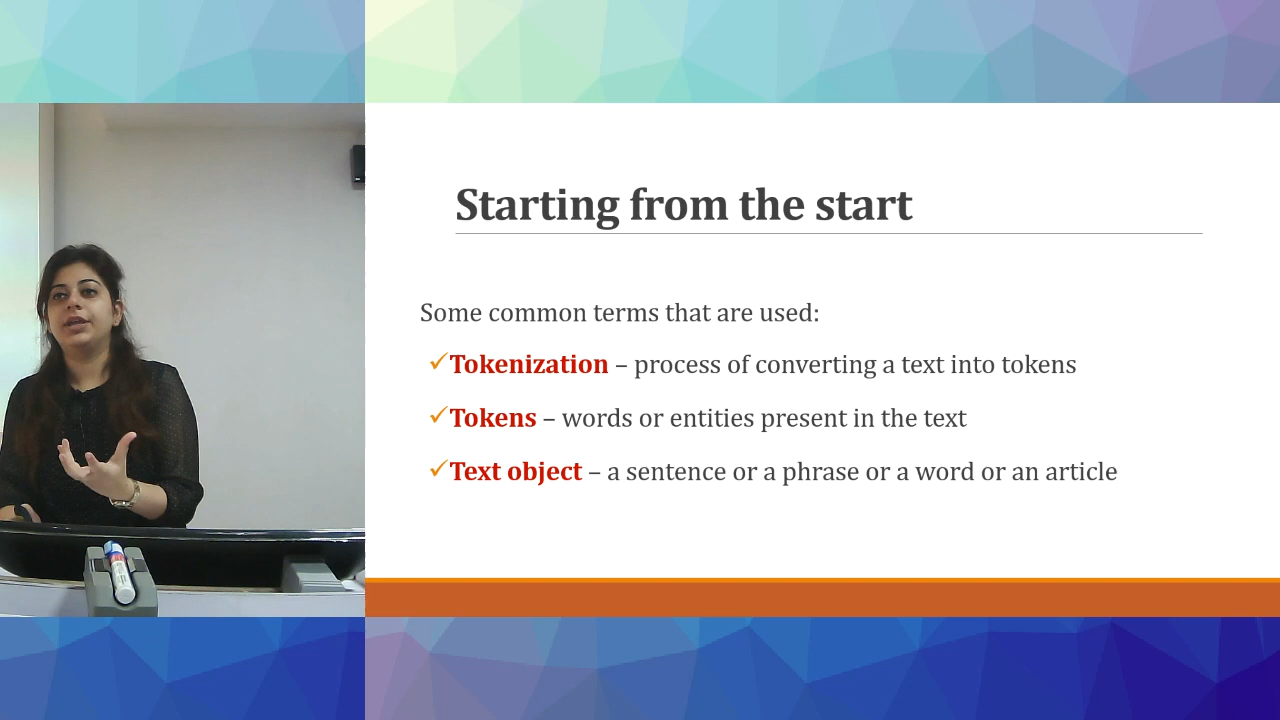 Starting from the start
Some common terms that are used:
✓Tokenization – process of converting a text into tokens
✓Tokens – words or entities present in the text
✓Text object – a sentence or a phrase or a word or an article